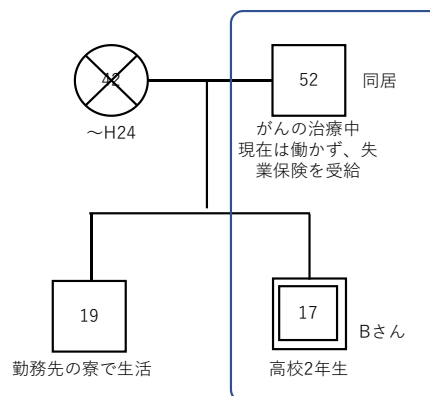 42
52
同居
～H24
がんの治療中
現在は働かず、失
業保険を受給
19
17
Bさん
勤務先の寮で生活
高校2年生